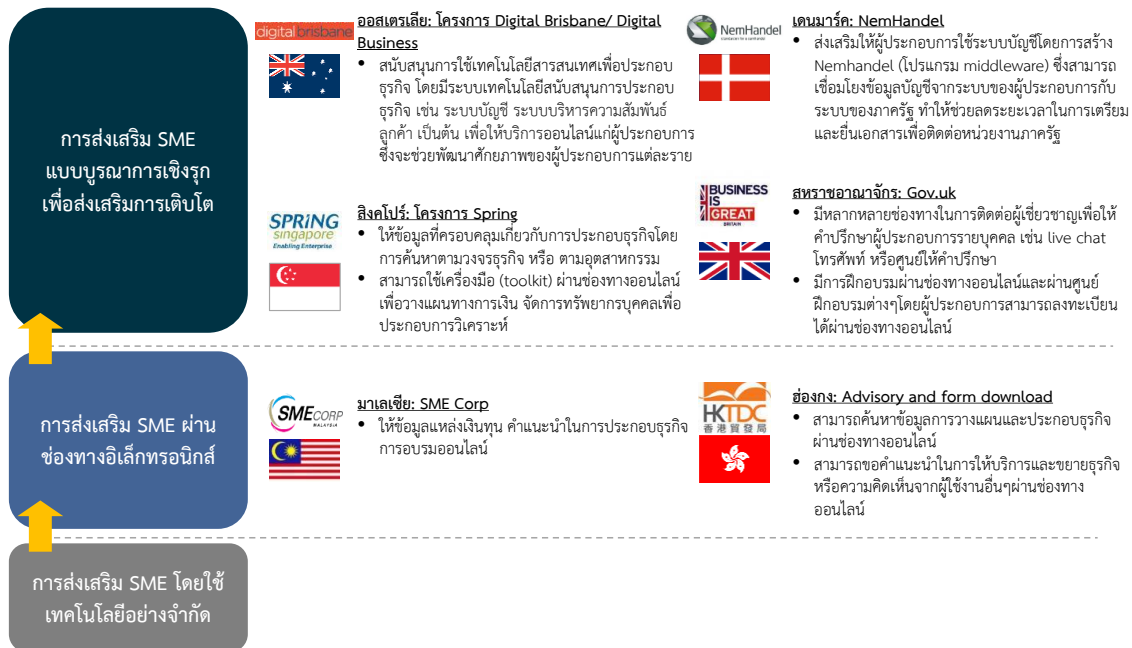 การส่งเสริม SME
แบบบูรณาการเชิงรุก
เพื่อส่งเสริมการเติบโต
digital brisbane
ออสเตรเลีย: โครงการ Digital Brisbane/ Digital
Business
• สนับสนุนการใช้เทคโนโลยีสารสนเทศเพื่อประกอบ
ธุรกิจ โดยมีระบบเทคโนโลยีสนับสนุนการประกอบ
ธุรกิจ เช่น ระบบบัญชี ระบบบริหารความสัมพันธ์
ลูกค้า เป็นต้น เพื่อให้บริการออนไลน์แก่ผู้ประกอบการ
ซึ่งจะช่วยพัฒนาศักยภาพของผู้ประกอบการแต่ละราย
NemHandel
เดนมาร์ค: NemHandel
• ส่งเสริมให้ผู้ประกอบการใช้ระบบบัญชีโดยการสร้าง
Nemhandel (โปรแกรม middleware) ซึ่งสามารถ
เชื่อมโยงข้อมูลบัญชีจากระบบของผู้ประกอบการกับ
ระบบของภาครัฐ ทำให้ช่วยลดระยะเวลาในการเตรียม
และยื่นเอกสารเพื่อติดต่อหน่วยงานภาครัฐ
SPRiNG
singapore
Enabling Enterprise
สิงคโปร์: โครงการ Spring
• ให้ข้อมูลที่ครอบคลุมเกี่ยวกับการประกอบธุรกิจโดย
การค้นหาตามวงจรธุรกิจ หรือ ตามอุตสาหกรรม
• สามารถใช้เครื่องมือ (toolkit) ผ่านช่องทางออนไลน์
เพื่อวางแผนทางการเงิน จัดการทรัพยากรบุคคลเพื่อ
ประกอบการวิเคราะห์
BUSINESS
IS
GREAT
BRITAIN
สหราชอาณาจักร: Gov.uk
• มีหลากหลายช่องทางในการติดต่อผู้เชี่ยวชาญเพื่อให้
คำปรึกษาผู้ประกอบการรายบุคคล เช่น live chat
โทรศัพท์ หรือศูนย์ให้คำปรึกษา
• มีการฝึกอบรมผ่านช่องทางออนไลน์และผ่านศูนย์
ฝึกอบรมต่างๆโดยผู้ประกอบการสามารถลงทะเบียน
ได้ผ่านช่องทางออนไลน์
การส่งเสริม SME ผ่าน
ช่องทางอิเล็กทรอนิกส์
SMECORP
MALAYSIA
มาเลเซีย: SME Corp
• ให้ข้อมูลแหล่งเงินทุน คำแนะนำในการประกอบธุรกิจ
การอบรมออนไลน์
HKTDC
香港貿發局
ฮ่องกง: Advisory and form download
• สามารถค้นหาข้อมูลการวางแผนและประกอบธุรกิจ
ผ่านช่องทางออนไลน์
• สามารถขอคำแนะนำในการให้บริการและขยายธุรกิจ
หรือความคิดเห็นจากผู้ใช้งานอื่นๆผ่านช่องทาง
ออนไลน์
การส่งเสริม SME โดยใช้
เทคโนโลยีอย่างจำกัด